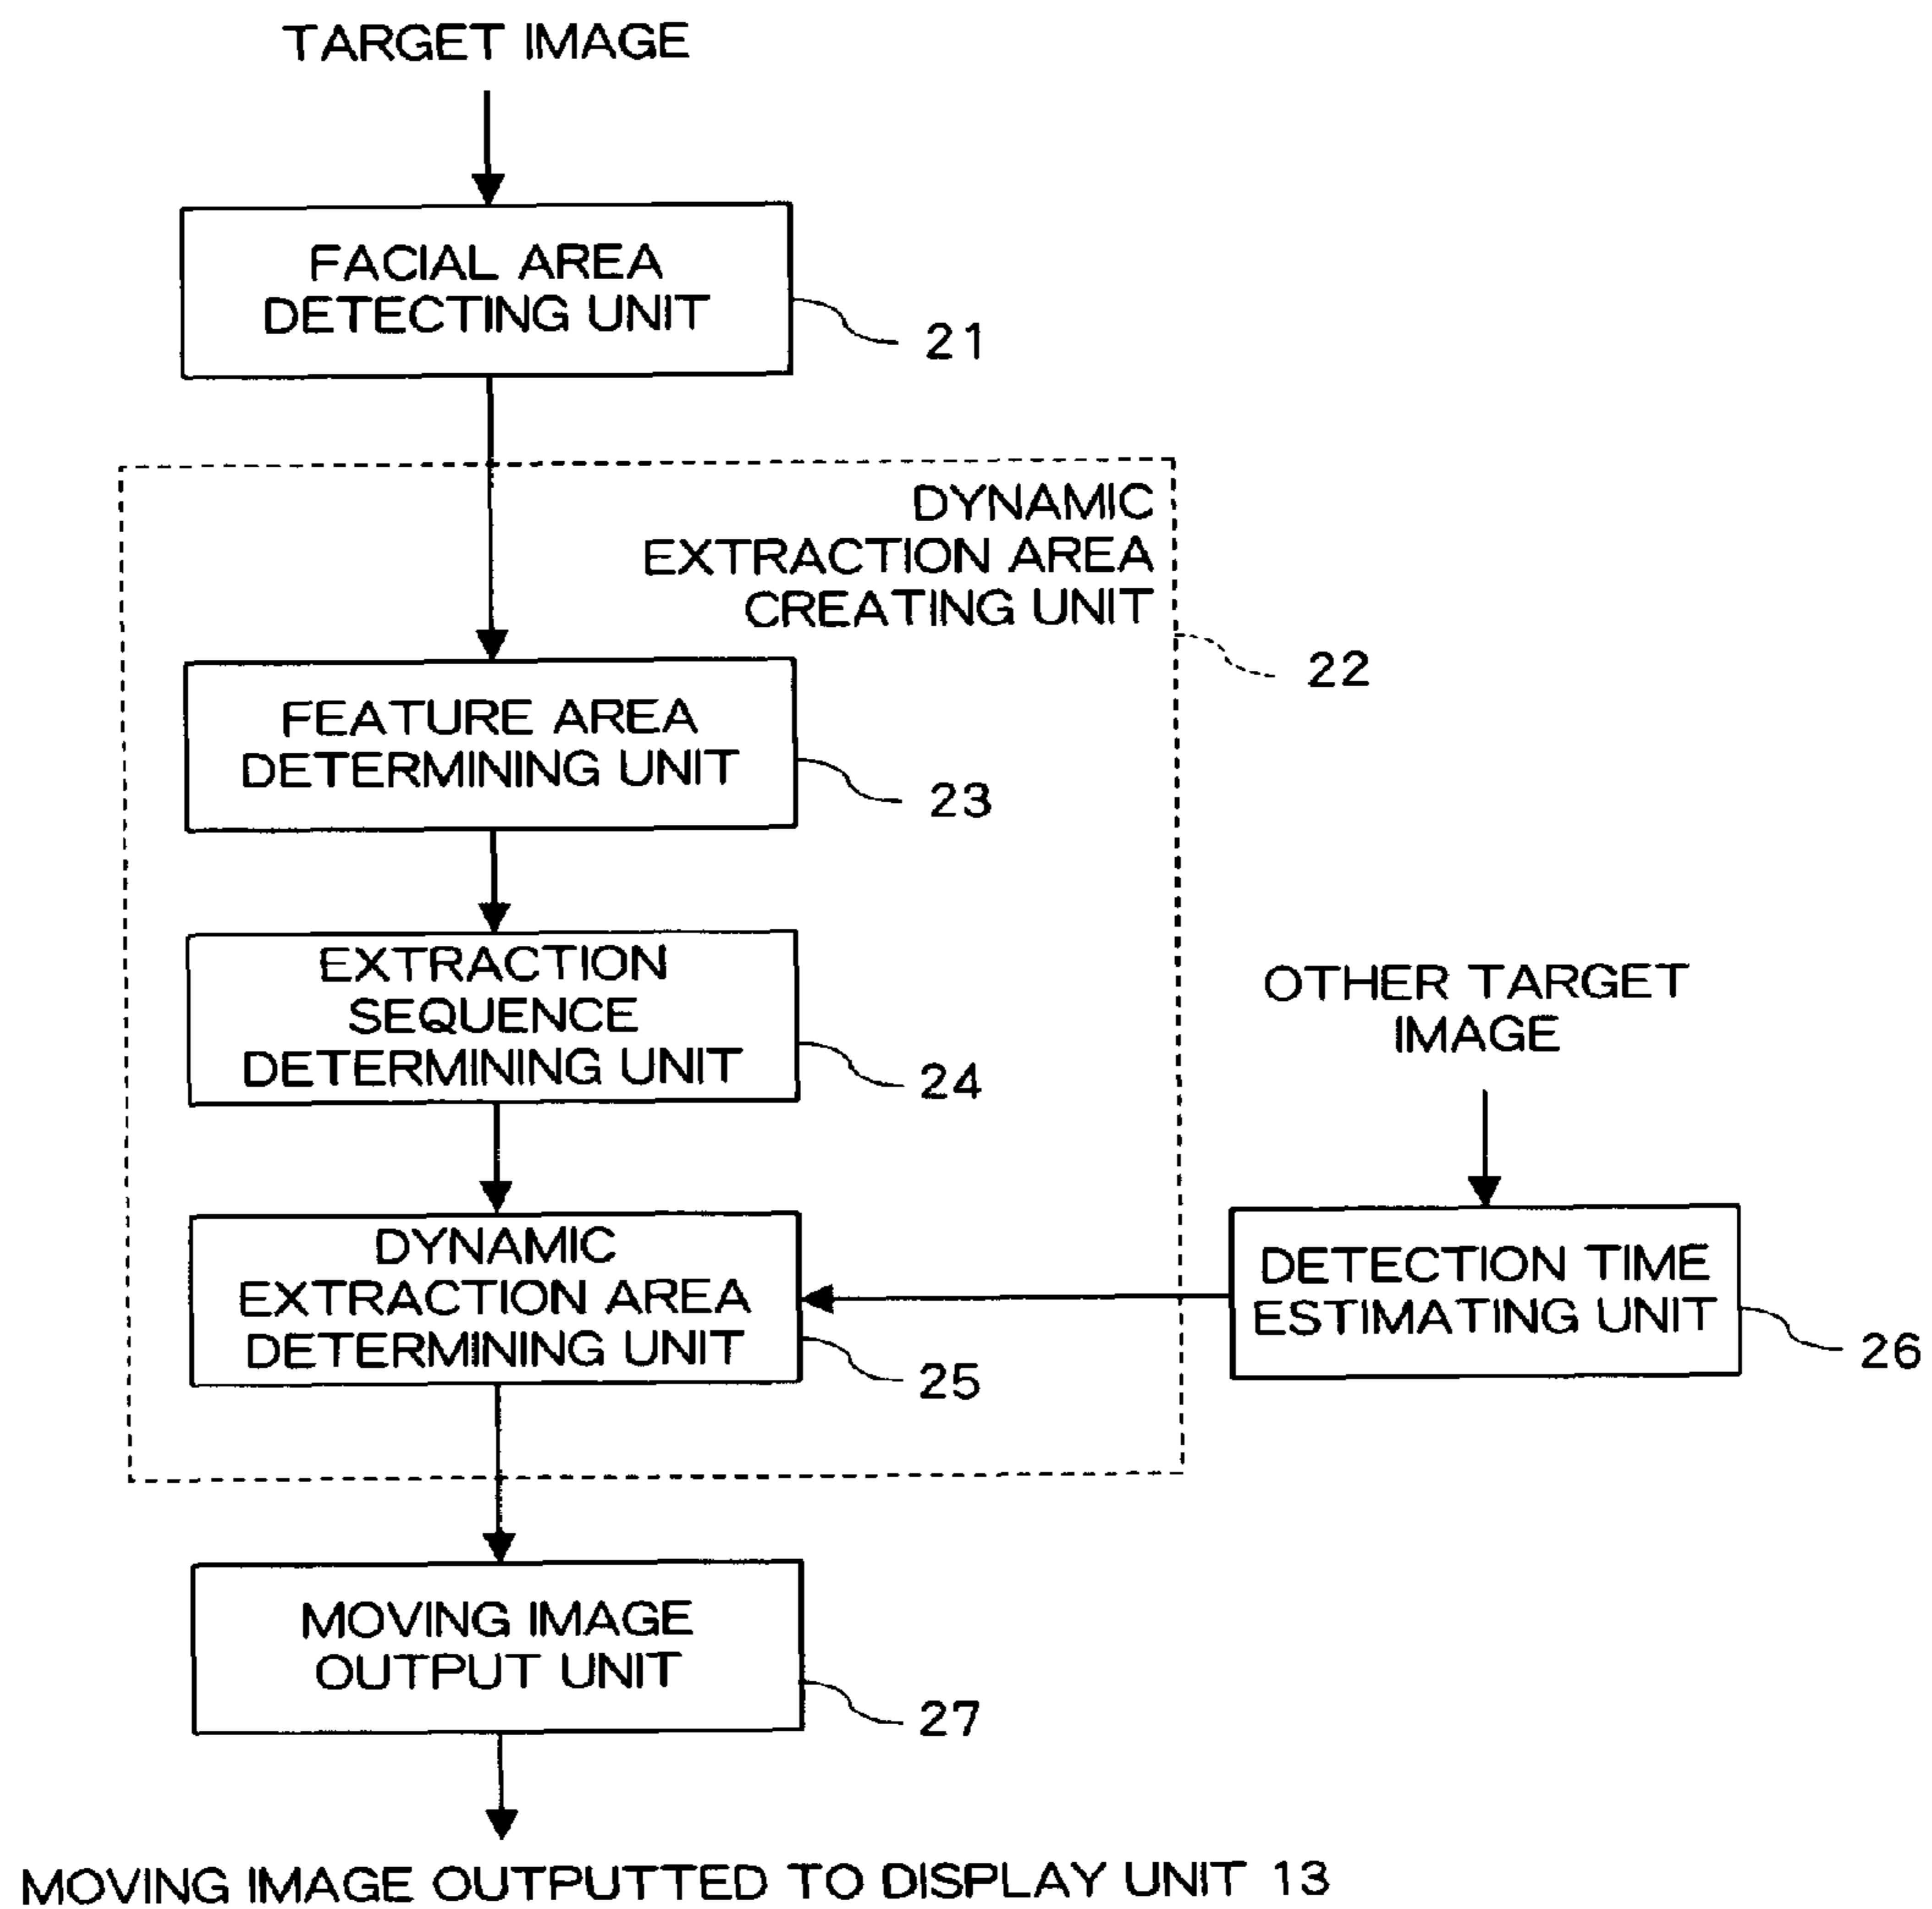 TARGET IMAGE
FACIAL AREA
DETECTING UNIT
21
DYNAMIC
EXTRACTION AREA
CREATING UNIT
22
FEATURE AREA
DETERMINING UNIT
23
EXTRACTION
SEQUENCE
DETERMINING UNIT
24
OTHER TARGET
IMAGE
DYNAMIC
EXTRACTION AREA
DETERMINING UNIT
25
DETECTION TIME
ESTIMATING UNIT
26
MOVING IMAGE
OUTPUT UNIT
27
MOVING IMAGE OUTPUTTED TO DISPLAY UNIT 13